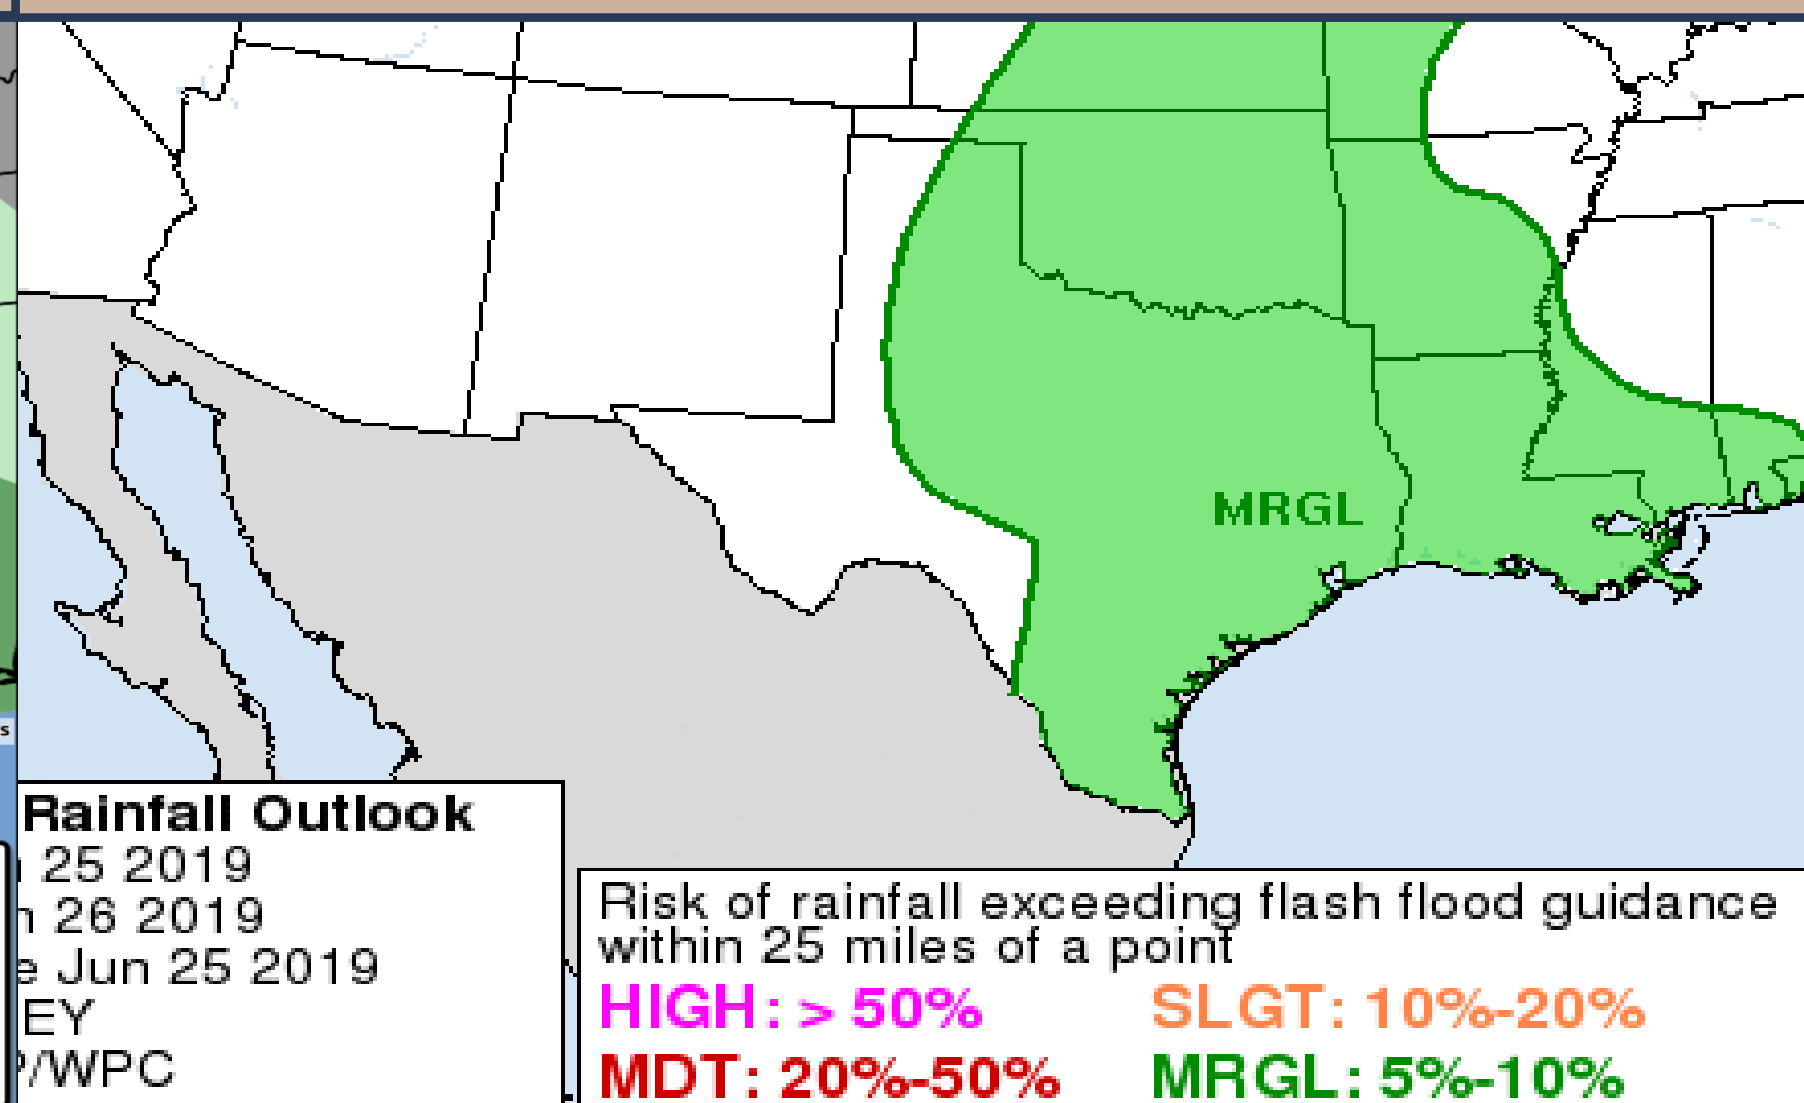 MRGL
s
Rainfall Outlook
25 2019
n 26 2019
e Jun 25 2019
EY
/WPC
Risk of rainfall exceeding flash flood guidance
within 25 miles of a point
HIGH: > 50% SLGT: 10%-20%
MDT: 20%-50% MRGL: 5%-10%